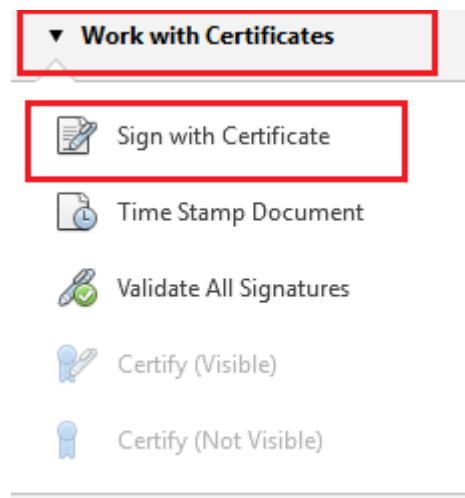 Work with Certificates
Sign with Certificate
Time Stamp Document
Validate All Signatures
Certify (Visible)
Certify (Not Visible)